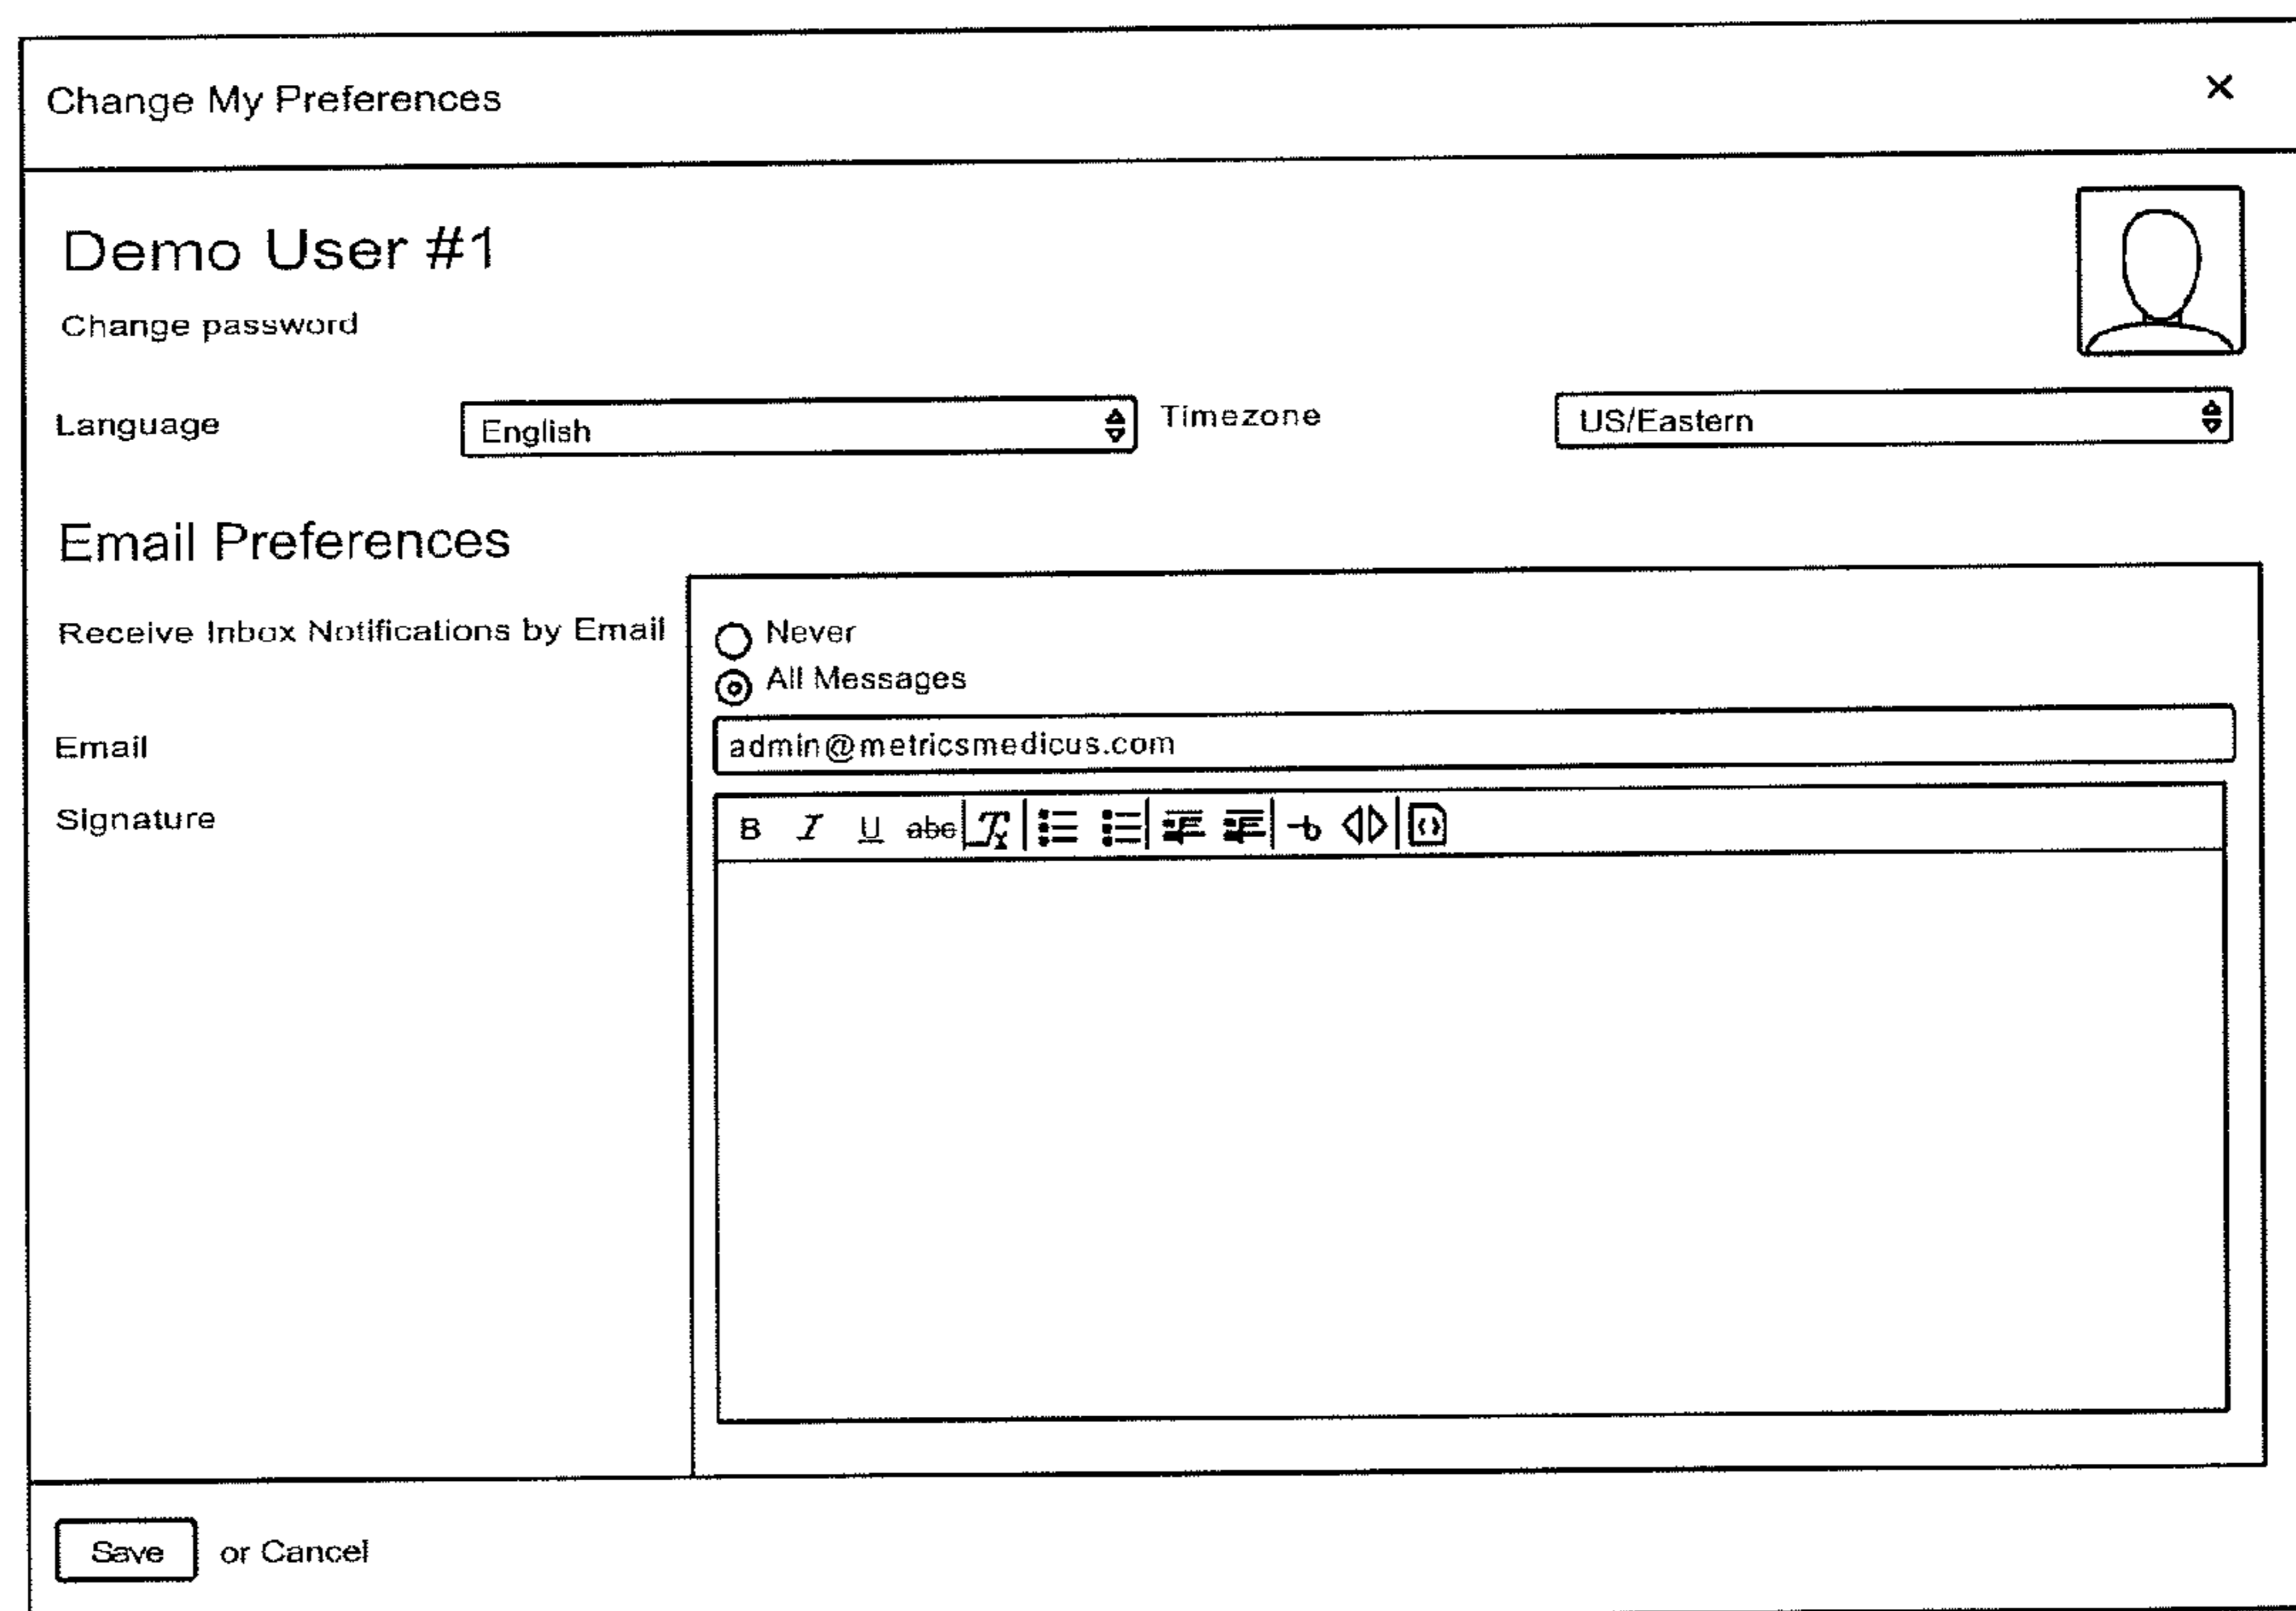 Change My Preferences ×
Demo User #1
Change password
Language English Timezone US/Eastern
Email Preferences
Receive Inbox Notifications by Email
Never
All Messages
Email admin@metricsmedicus.com
Signature B I U abc Tx
Save or Cancel